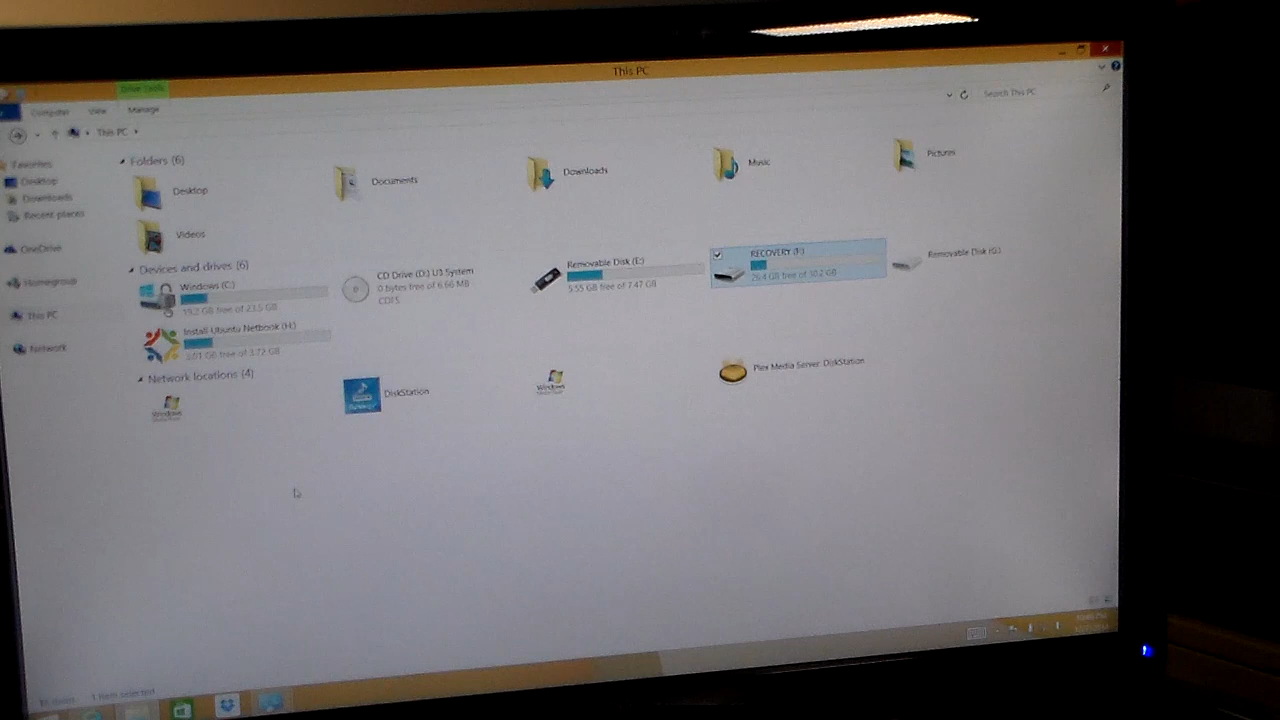 This PC
Drive Tools
Computer View Manage
This PC
Search This PC
Favorites
Desktop
Downloads
Recent places
OneDrive
Homegroup
This PC
Network
Folders (6)
Desktop
Documents
Downloads
Music
Pictures
Videos
Devices and drives (6)
Windows (C:)
19.2 GB free of 23.5 GB
CD Drive (D:) U3 System
0 bytes free of 6.66 MB
CDFS
Removable Disk (E:)
5.55 GB free of 7.47 GB
RECOVERY (F:)
25.4 GB free of 30.2 GB
Removable Disk (G:)
Install Ubuntu Netbook (H:)
3.01 GB free of 3.72 GB
Network locations (4)
Windows
DiskStation
Windows
Plex Media Server: DiskStation
items 1 item selected